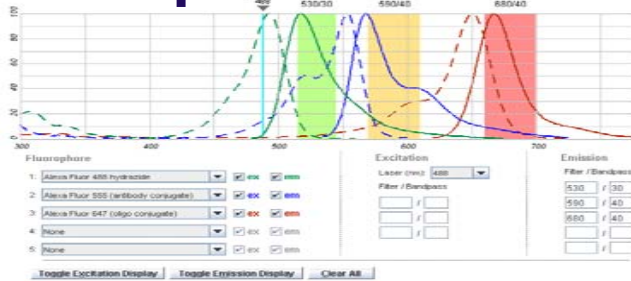 488 530/30 590/40 680/40
100
80
60
40
20
0
300 400 500 600 700
Fluorophore Excitation Emission
1: Alexa Fluor 488 hydrazide ex em Laser (nm): 488 Filter / Bandpass
2: Alexa Fluor 555 (antibody conjugate) ex em Filter / Bandpass 530 / 30
3: Alexa Fluor 647 (oligo conjugate) ex em / 590 / 40
4: None ex em / 680 / 40
5: None ex em / /
Toggle Excitation Display Toggle Emission Display Clear All